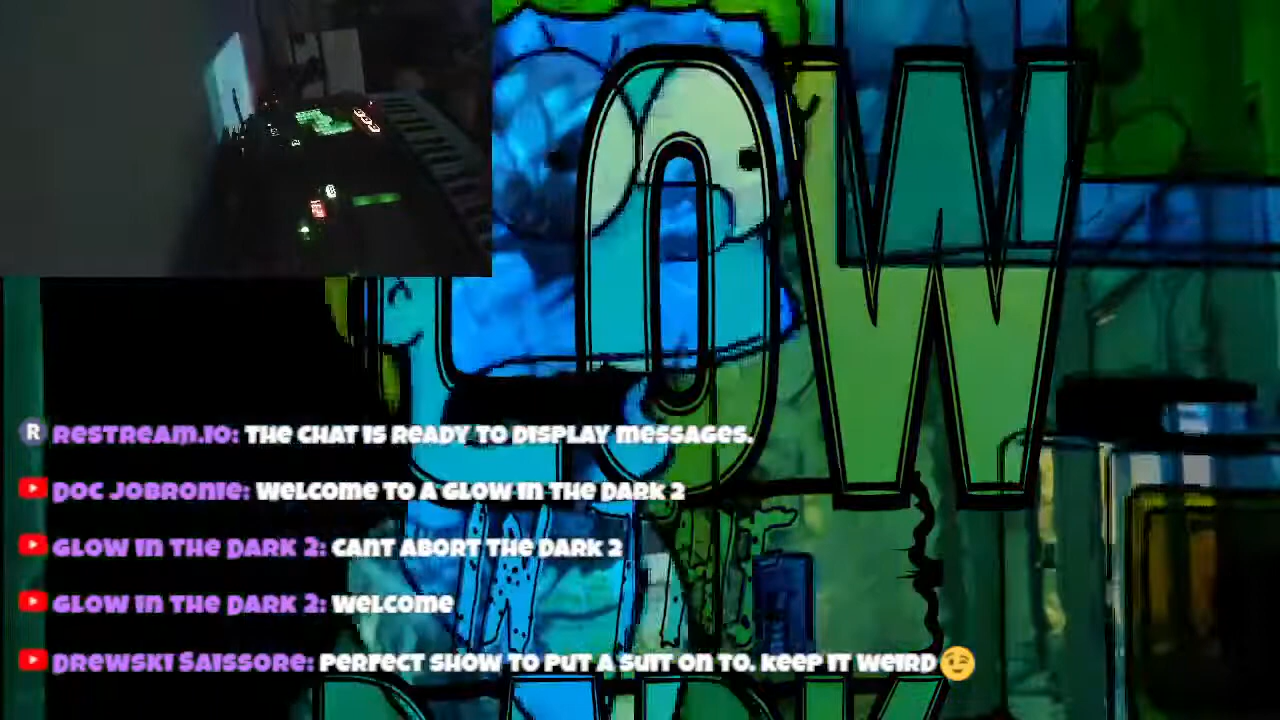 LOW
R RESTREAM.IO: THE CHAT IS READY TO DISPLAY MESSAGES.
DOC JOBRONIE: WELCOME TO A GLOW IN THE DARK 2
GLOW IN THE DARK 2: CANT ABORT THE DARK 2
GLOW IN THE DARK 2: WELCOME
DREWSKI SAISSORE: PERFECT SHOW TO PUT A SUIT ON TO. KEEP IT WEIRD😉